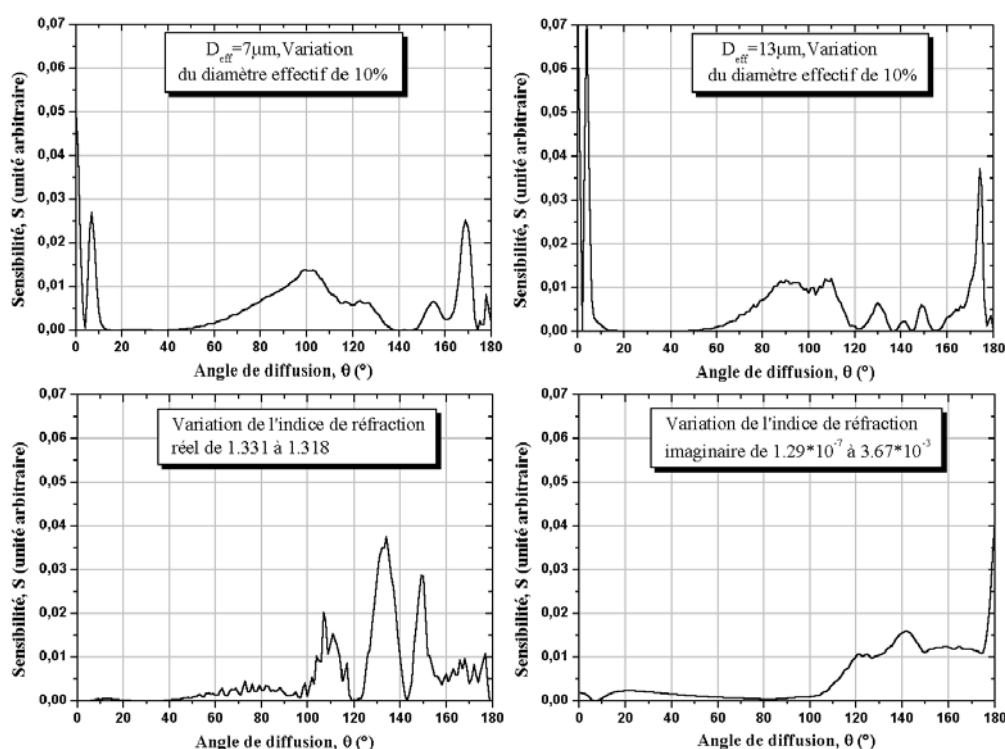 D_eff=7µm, Variation
du diamètre effectif de 10%
Sensibilité, S (unité arbitraire)
0,07
0,06
0,05
0,04
0,03
0,02
0,01
0,00
0 20 40 60 80 100 120 140 160 180
Angle de diffusion, θ (°)
D_eff=13µm, Variation
du diamètre effectif de 10%
Sensibilité, S (unité arbitraire)
0,07
0,06
0,05
0,04
0,03
0,02
0,01
0,00
0 20 40 60 80 100 120 140 160 180
Angle de diffusion, θ (°)
Variation de l'indice de réfraction
réel de 1.331 à 1.318
Sensibilité, S (unité arbitraire)
0,07
0,06
0,05
0,04
0,03
0,02
0,01
0,00
0 20 40 60 80 100 120 140 160 180
Angle de diffusion, θ (°)
Variation de l'indice de réfraction
imaginaire de 1.29*10^-7 à 3.67*10^-3
Sensibilité, S (unité arbitraire)
0,07
0,06
0,05
0,04
0,03
0,02
0,01
0,00
0 20 40 60 80 100 120 140 160 180
Angle de diffusion, θ (°)